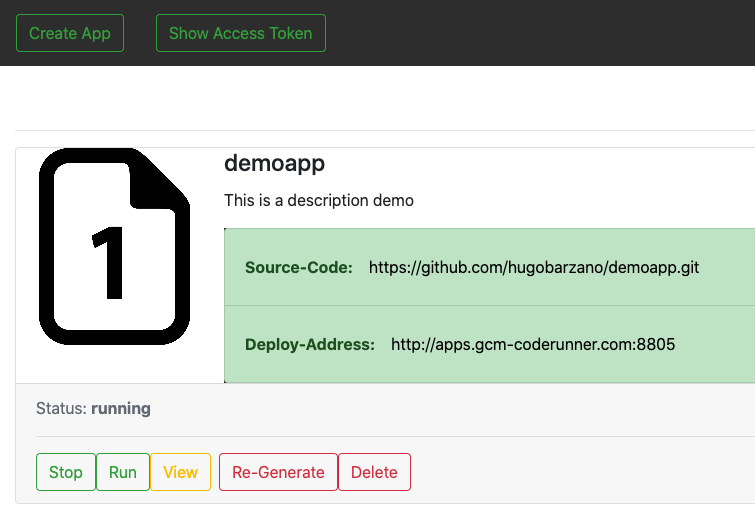 Create App Show Access Token
1
demoapp
This is a description demo
Source-Code: https://github.com/hugobarzano/demoapp.git
Deploy-Address: http://apps.gcm-coderunner.com:8805
Status: running
Stop Run View Re-Generate Delete